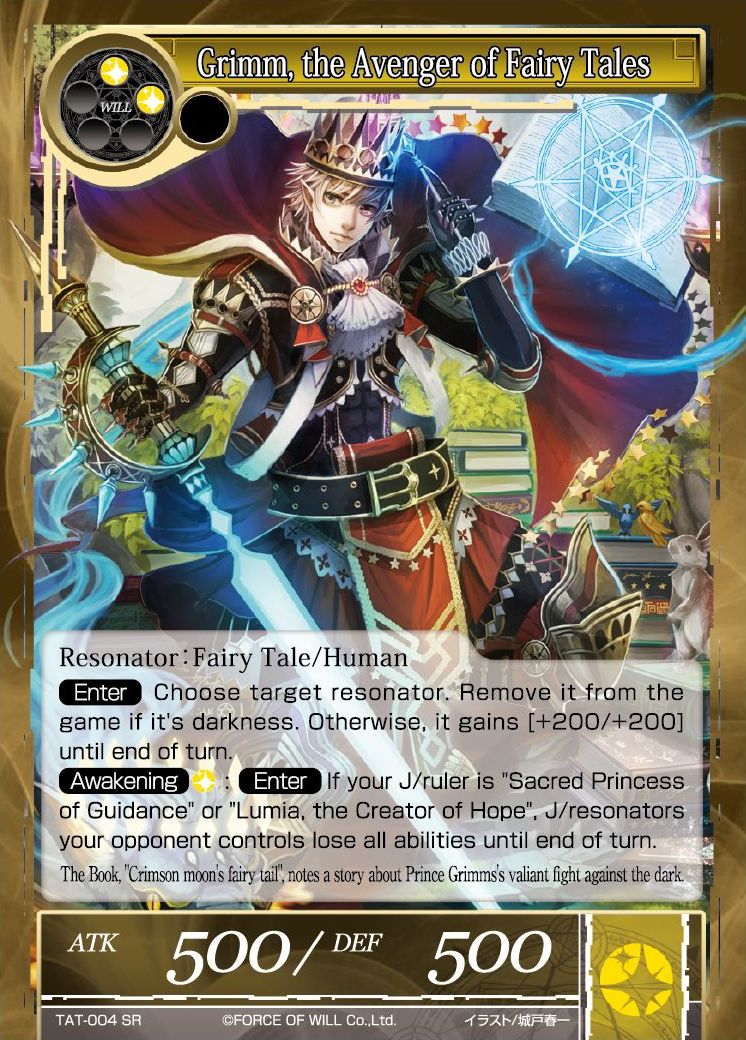 Grimm, the Avenger of Fairy Tales
WILL
Resonator:Fairy Tale/Human
Enter Choose target resonator. Remove it from the
game if it's darkness. Otherwise, it gains [+200/+200]
until end of turn.
Awakening : Enter If your J/ruler is "Sacred Princess
of Guidance" or "Lumia, the Creator of Hope", J/resonators
your opponent controls lose all abilities until end of turn.
The Book, "Crimson moon's fairy tail", notes a story about Prince Grimms's valiant fight against the dark.
ATK 500/ DEF 500
TAT-004 SR ©FORCE OF WILL Co.,Ltd. イラスト/城戸春一